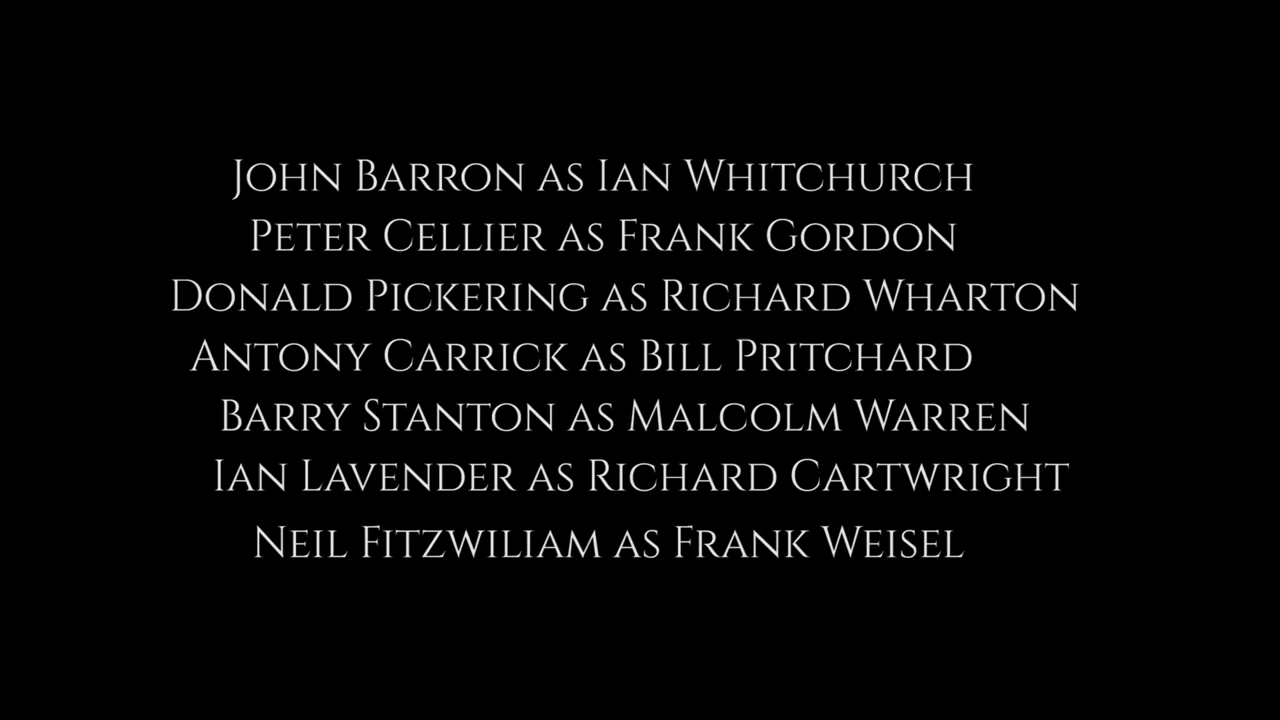 John Barron as Ian Whitchurch
Peter Cellier as Frank Gordon
Donald Pickering as Richard Wharton
Antony Carrick as Bill Pritchard
Barry Stanton as Malcolm Warren
Ian Lavender as Richard Cartwright
Neil Fitzwiliam as Frank Weisel